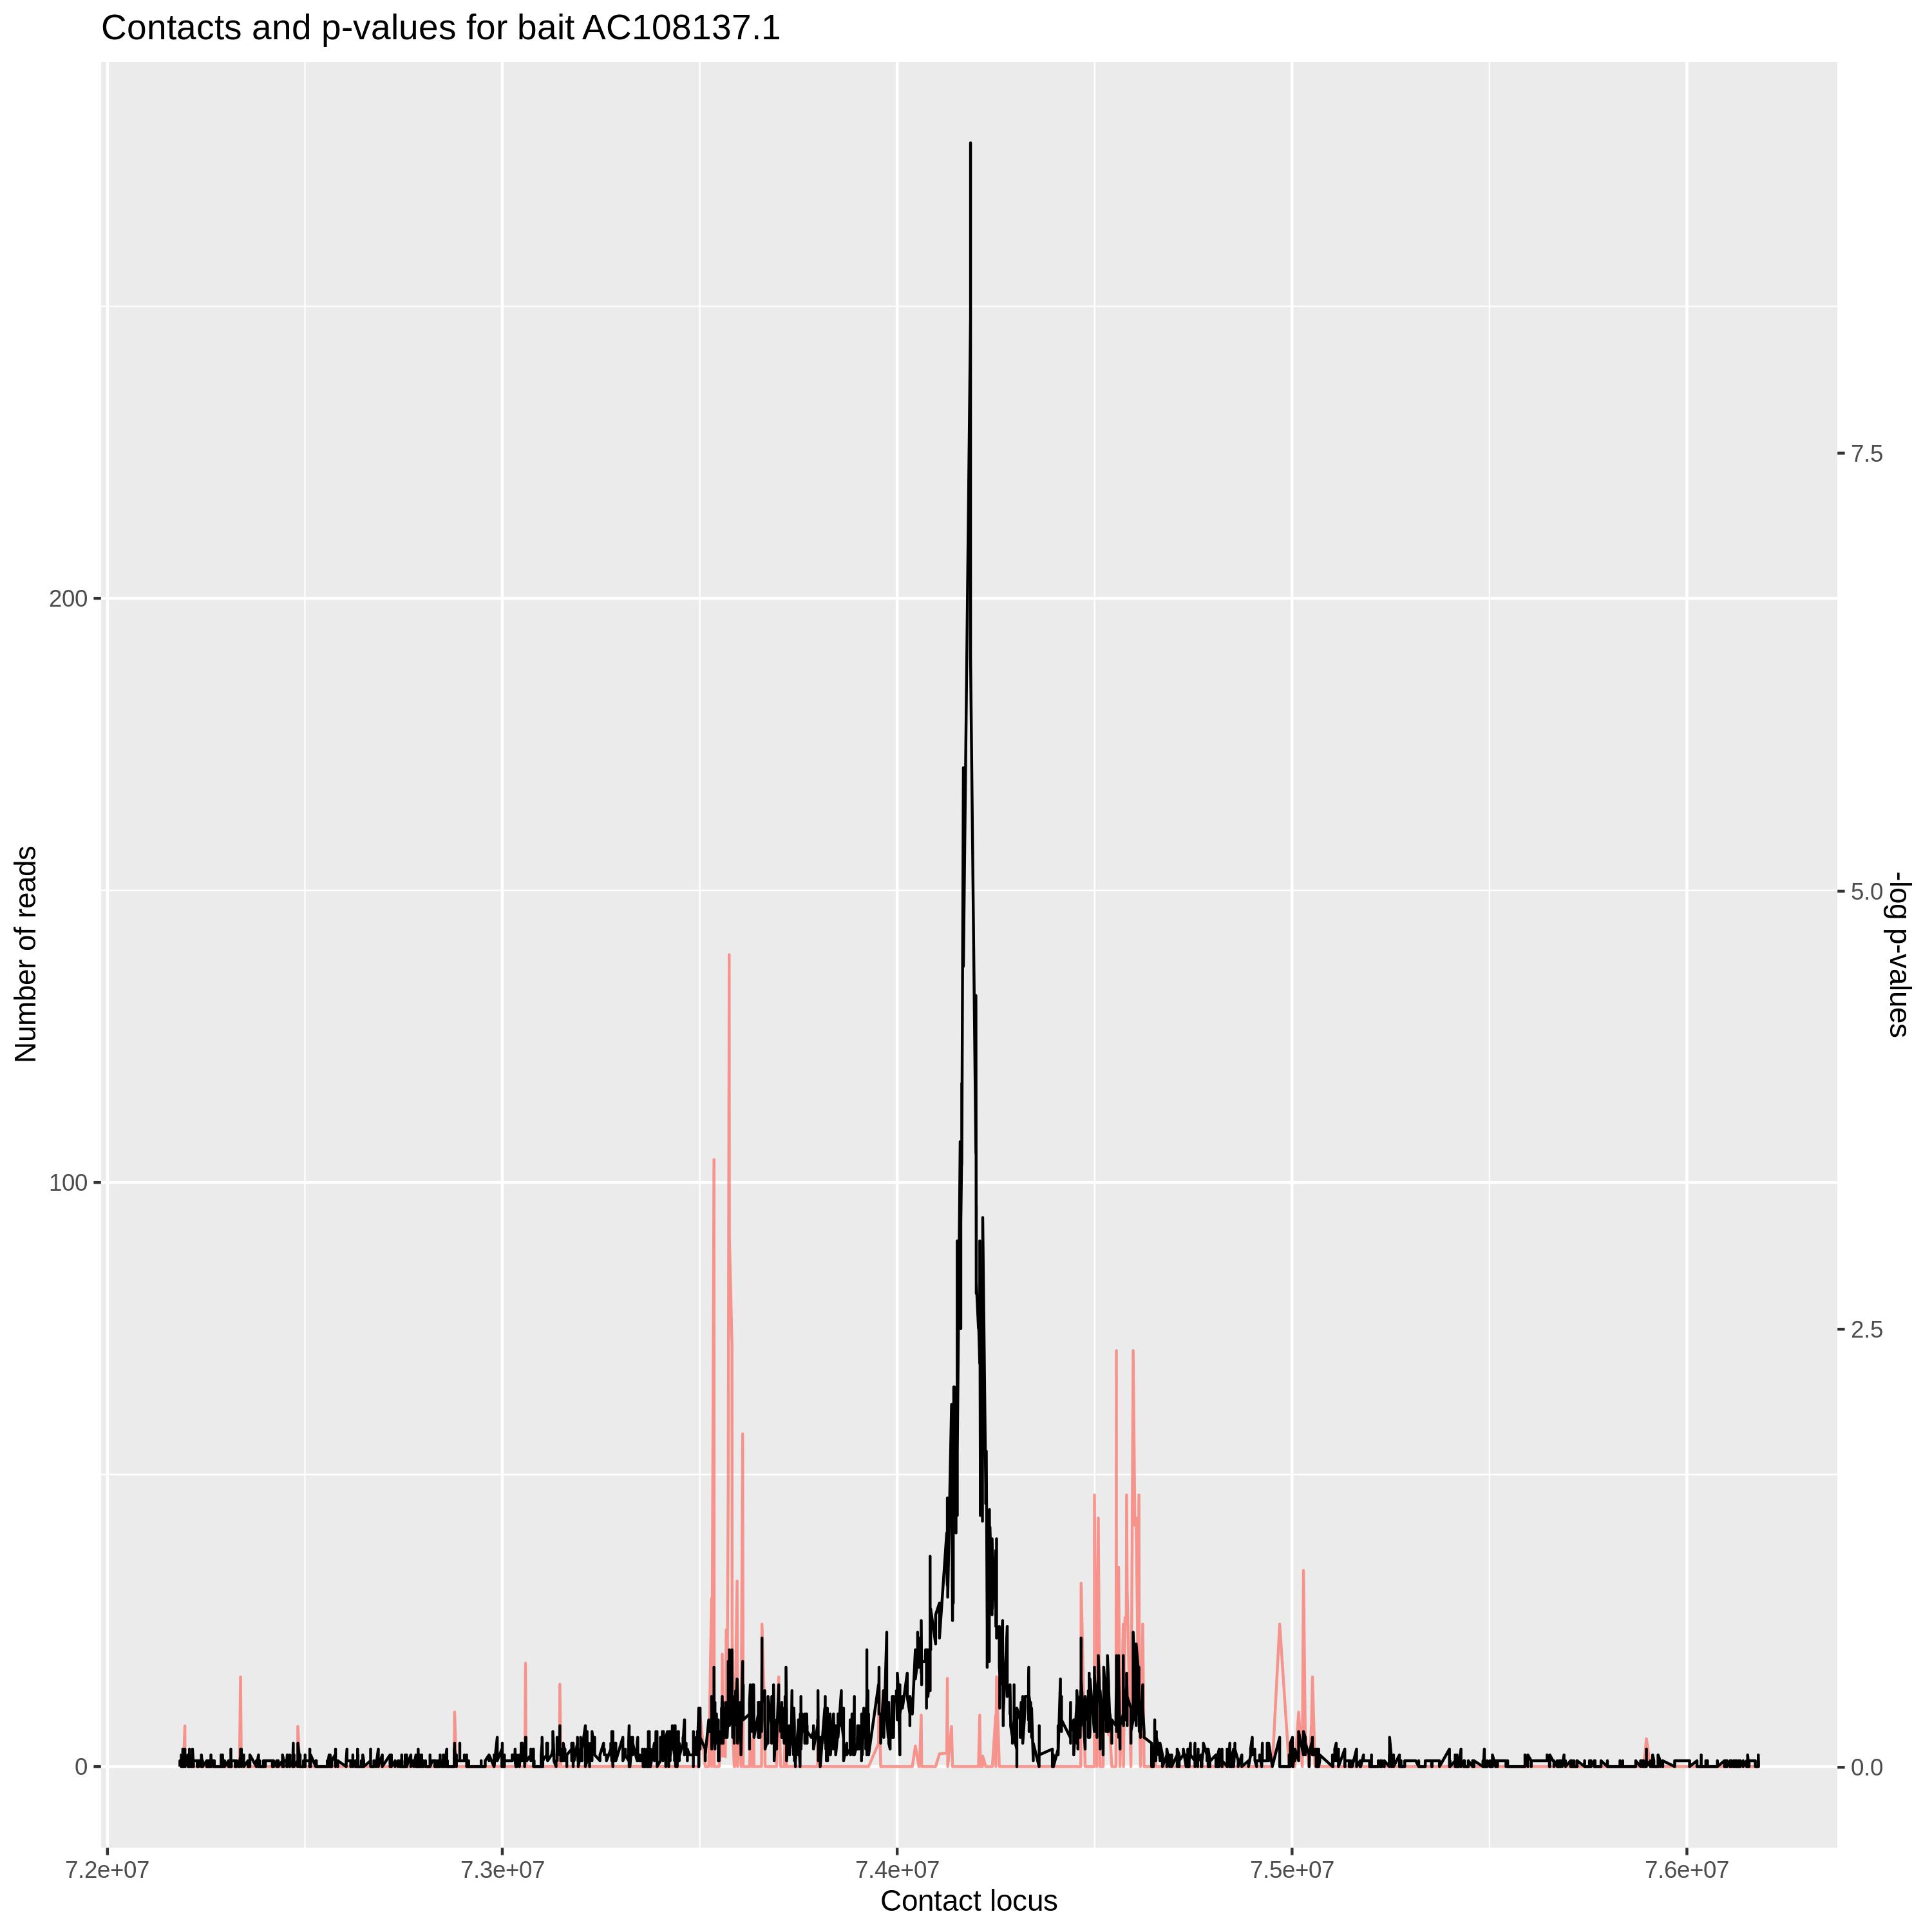 Contacts and p-values for bait AC108137.1
Number of reads
200
100
0
7.5
5.0
2.5
0.0
-log p-values
7.2e+07 7.3e+07 7.4e+07 7.5e+07 7.6e+07
Contact locus